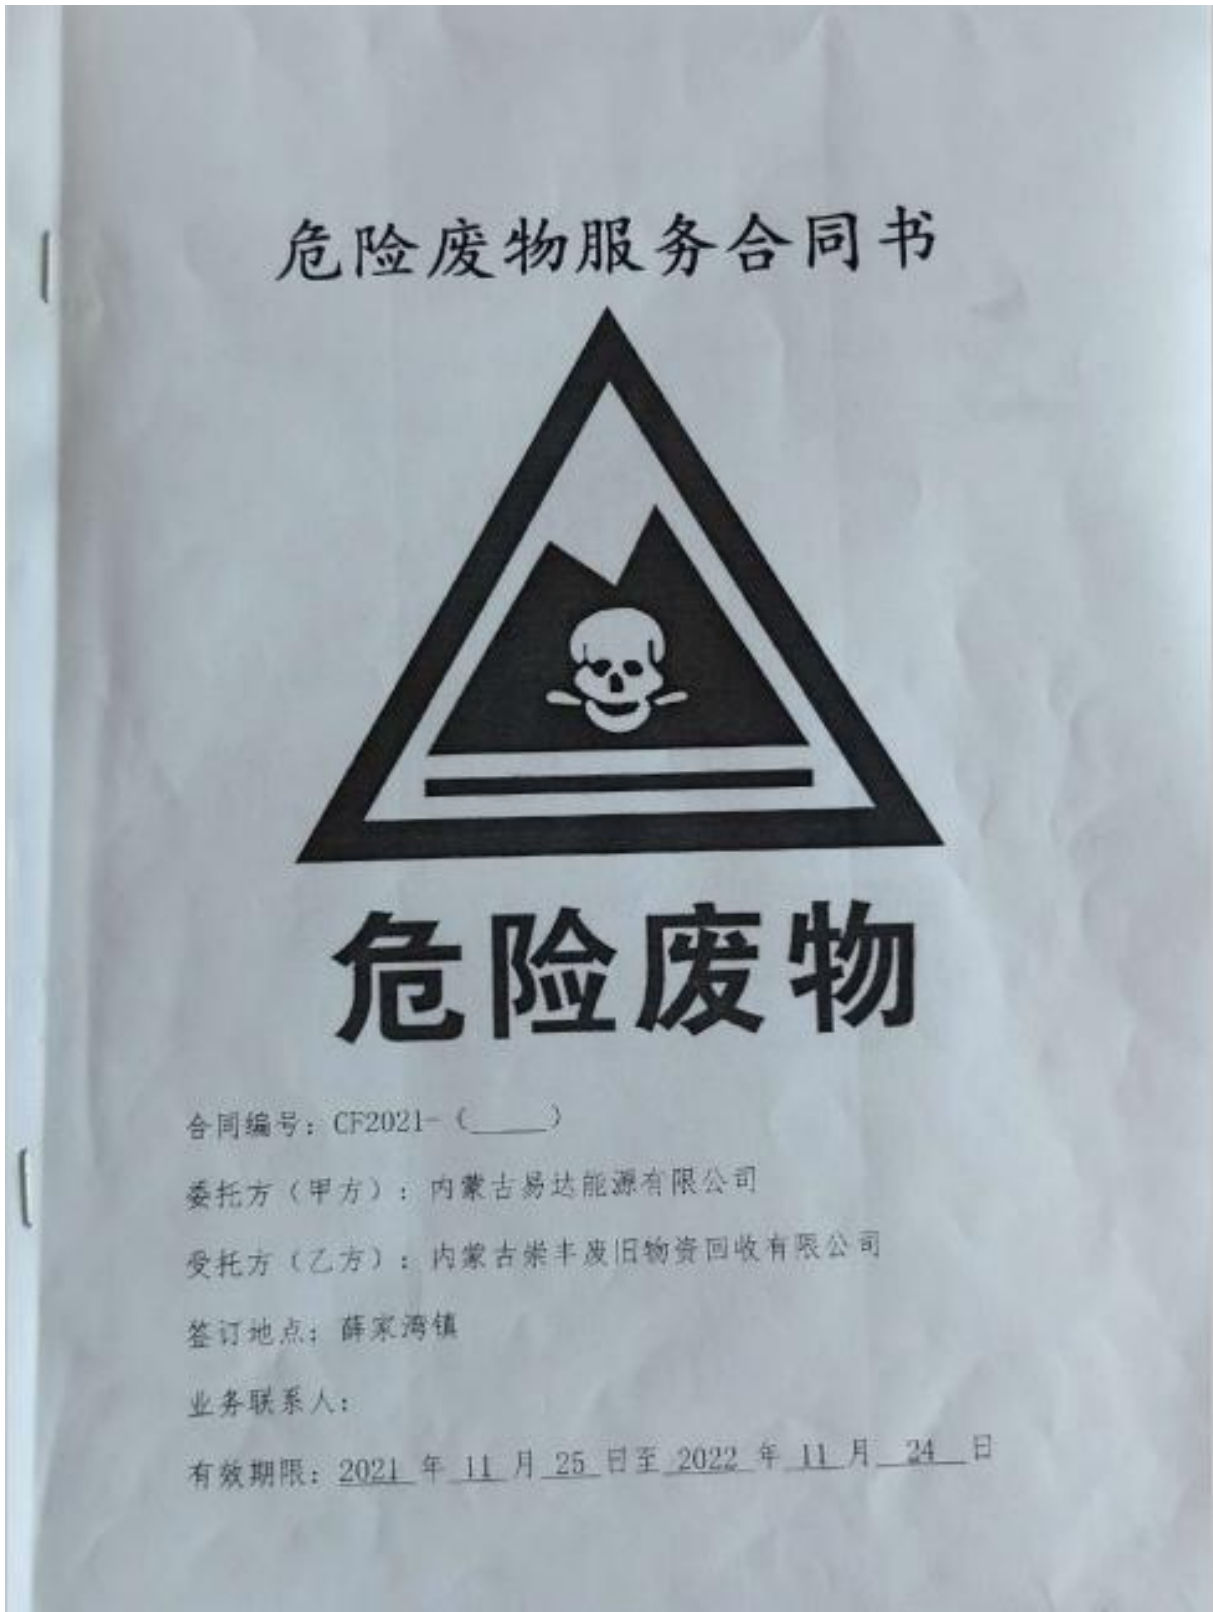 危险废物服务合同书
危险废物
合同编号：CF2021-（_____）
委托方（甲方）：内蒙古易达能源有限公司
受托方（乙方）：内蒙古崇丰废旧物资回收有限公司
签订地点：薛家湾镇
业务联系人：
有效期限：2021 年 11 月 25 日至 2022 年 11 月 24 日